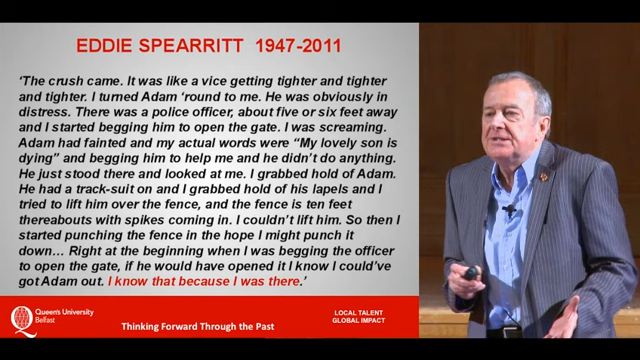 EDDIE SPEARRITT 1947-2011
‘The crush came. It was like a vice getting tighter and tighter
and tighter. I turned Adam ‘round to me. He was obviously in
distress. There was a police officer, about five or six feet away
and I started begging him to open the gate. I was screaming.
Adam had fainted and my actual words were “My lovely son is
dying” and begging him to help me and he didn’t do anything.
He just stood there and looked at me. I grabbed hold of Adam.
He had a track-suit on and I grabbed hold of his lapels and I
tried to lift him over the fence, and the fence is ten feet
thereabouts with spikes coming in. I couldn’t lift him. So then I
started punching the fence in the hope I might punch it
down… Right at the beginning when I was begging the officer
to open the gate, if he would have opened it I know I could’ve
got Adam out. I know that because I was there.’
Queen's University
Belfast
Thinking Forward Through the Past
LOCAL TALENT
GLOBAL IMPACT